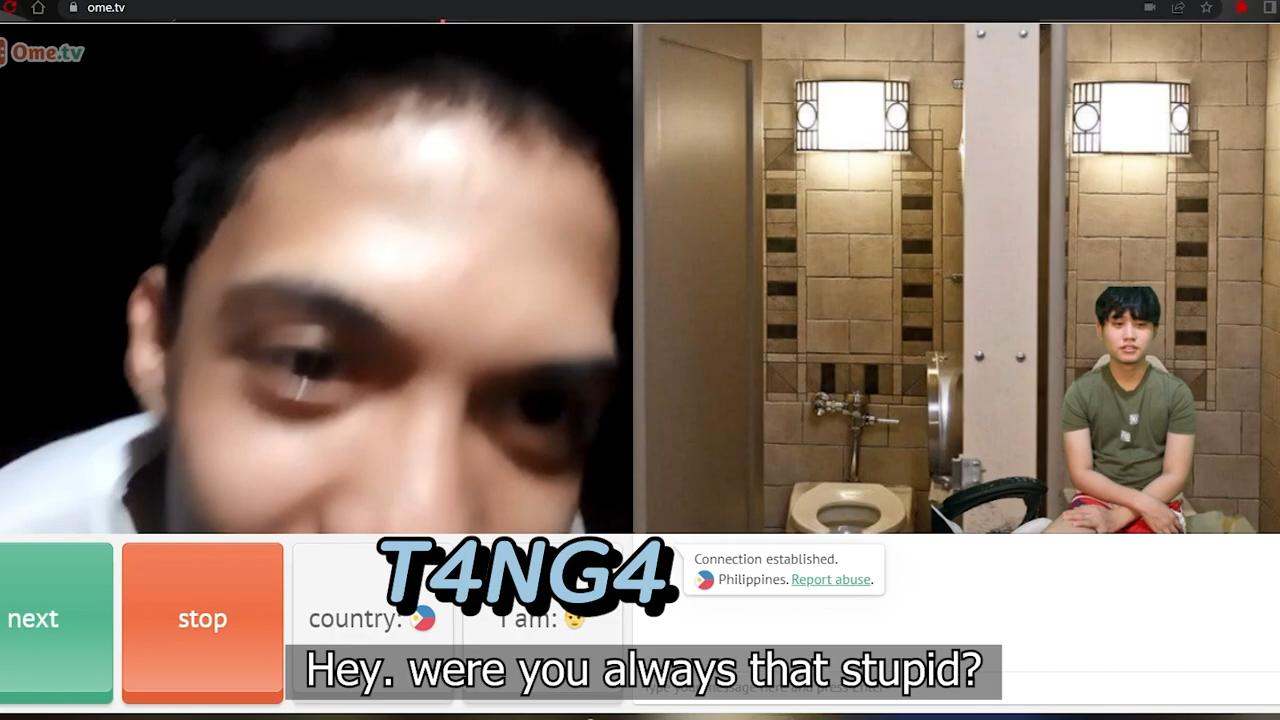 ome.tv
Ome.tv
T4NG4
Connection established.
Philippines. Report abuse.
next
stop
country:
I am:
Hey. were you always that stupid?